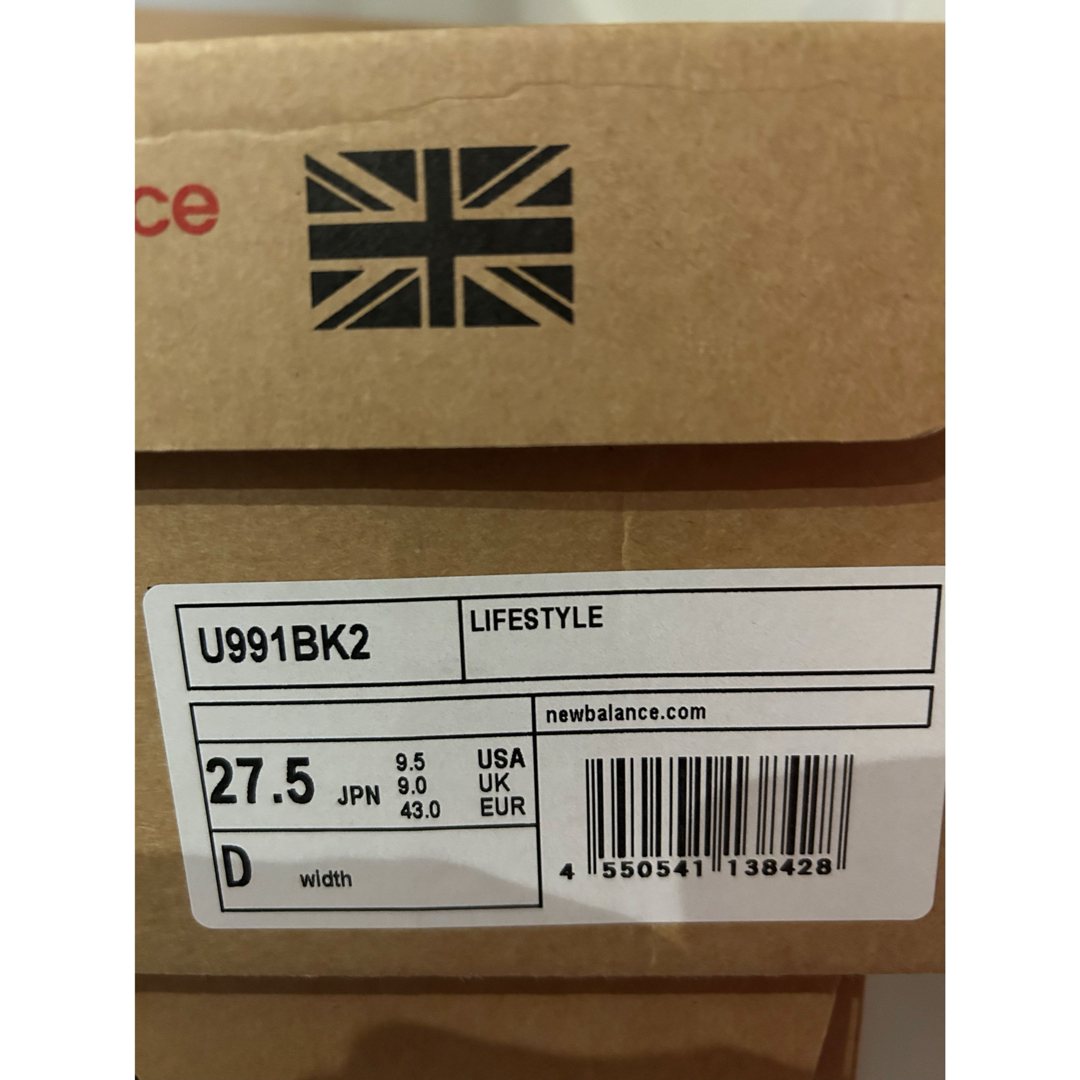 ce
U991BK2
LIFESTYLE
newbalance.com
27.5 JPN
9.5 USA
9.0 UK
43.0 EUR
D width
4 550541 138428